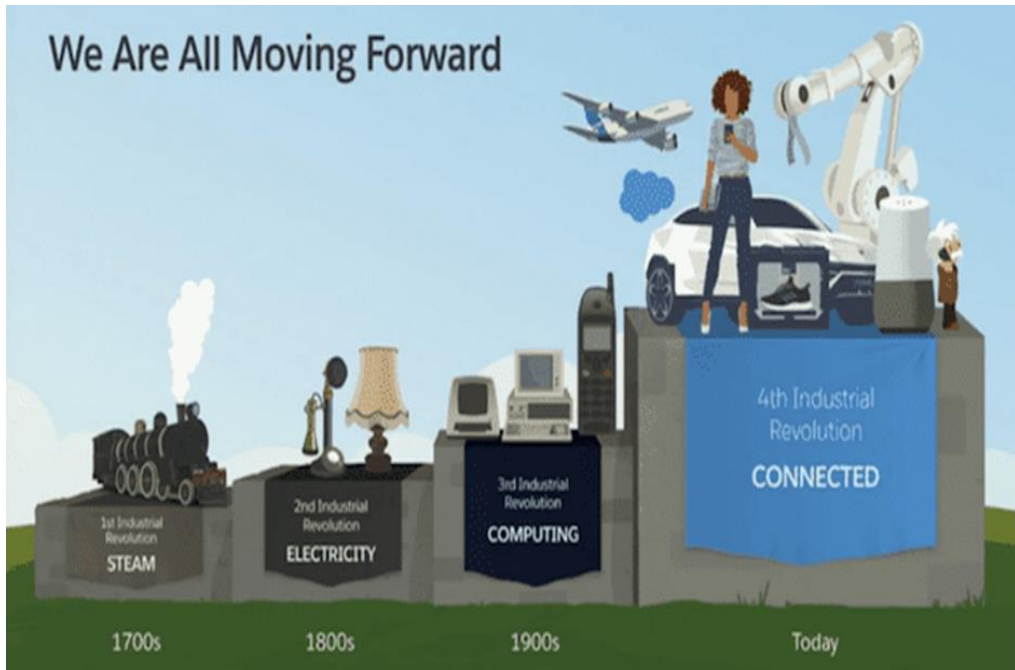 We Are All Moving Forward
1st Industrial
Revolution
STEAM
2nd Industrial
Revolution
ELECTRICITY
3rd Industrial
Revolution
COMPUTING
4th Industrial
Revolution
CONNECTED
1700s
1800s
1900s
Today